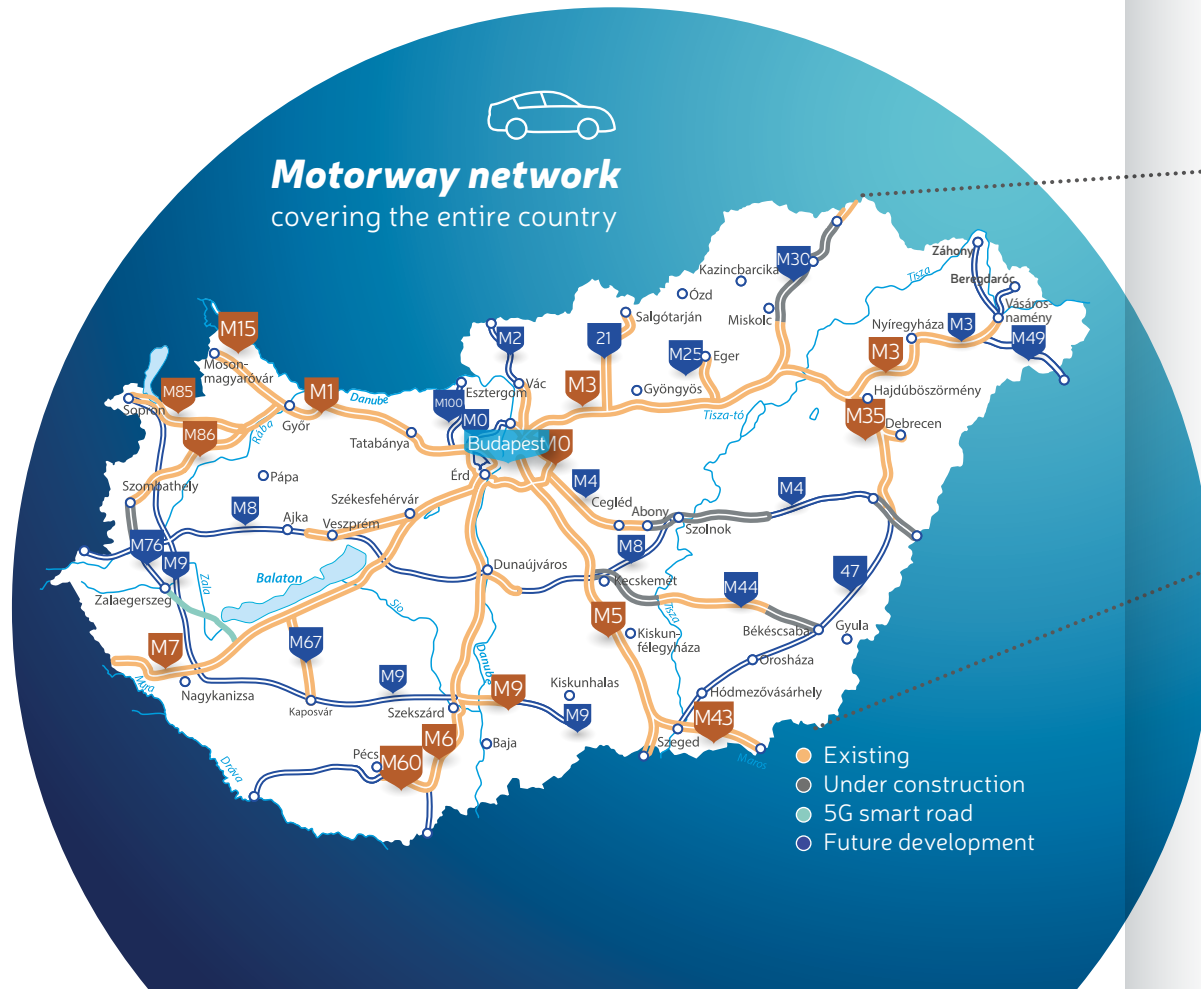 Motorway network
covering the entire country
Záhony
Tisza
Kazincbarcika
M30
Beregdaróc
Ózd
Vásáros-
namény
Salgótarján
Miskolc
M15
Nyíregyháza
M3
M2
21
M49
Moson-
magyaróvár
M25
Eger
M3
M85
M1
Danube
Esztergom
Vác
M3
Gyöngyös
Hajdúböszörmény
Sopron
M100
M0
Tisza-tó
M35
M86
Rába
Győr
Debrecen
Tatabánya
Budapest
M0
Pápa
Érd
Szombathely
Székesfehérvár
M4
M4
M8
Cegléd
Ajka
Veszprém
Abony
Szolnok
M76
M8
M9
Dunaújváros
47
Balaton
Kecskemét
Zala
M44
Zalaegerszeg
Sió
Tisza
M5
Békéscsaba
Gyula
M67
Kiskun-
félegyháza
M7
Danube
Orosháza
Mura
M9
Kiskunhalas
Nagykanizsa
M9
Hódmezővásárhely
Kaposvár
Szekszárd
M9
M43
M6
Szeged
Baja
Pécs
M60
Dráva
Maros
Existing
Under construction
5G smart road
Future development